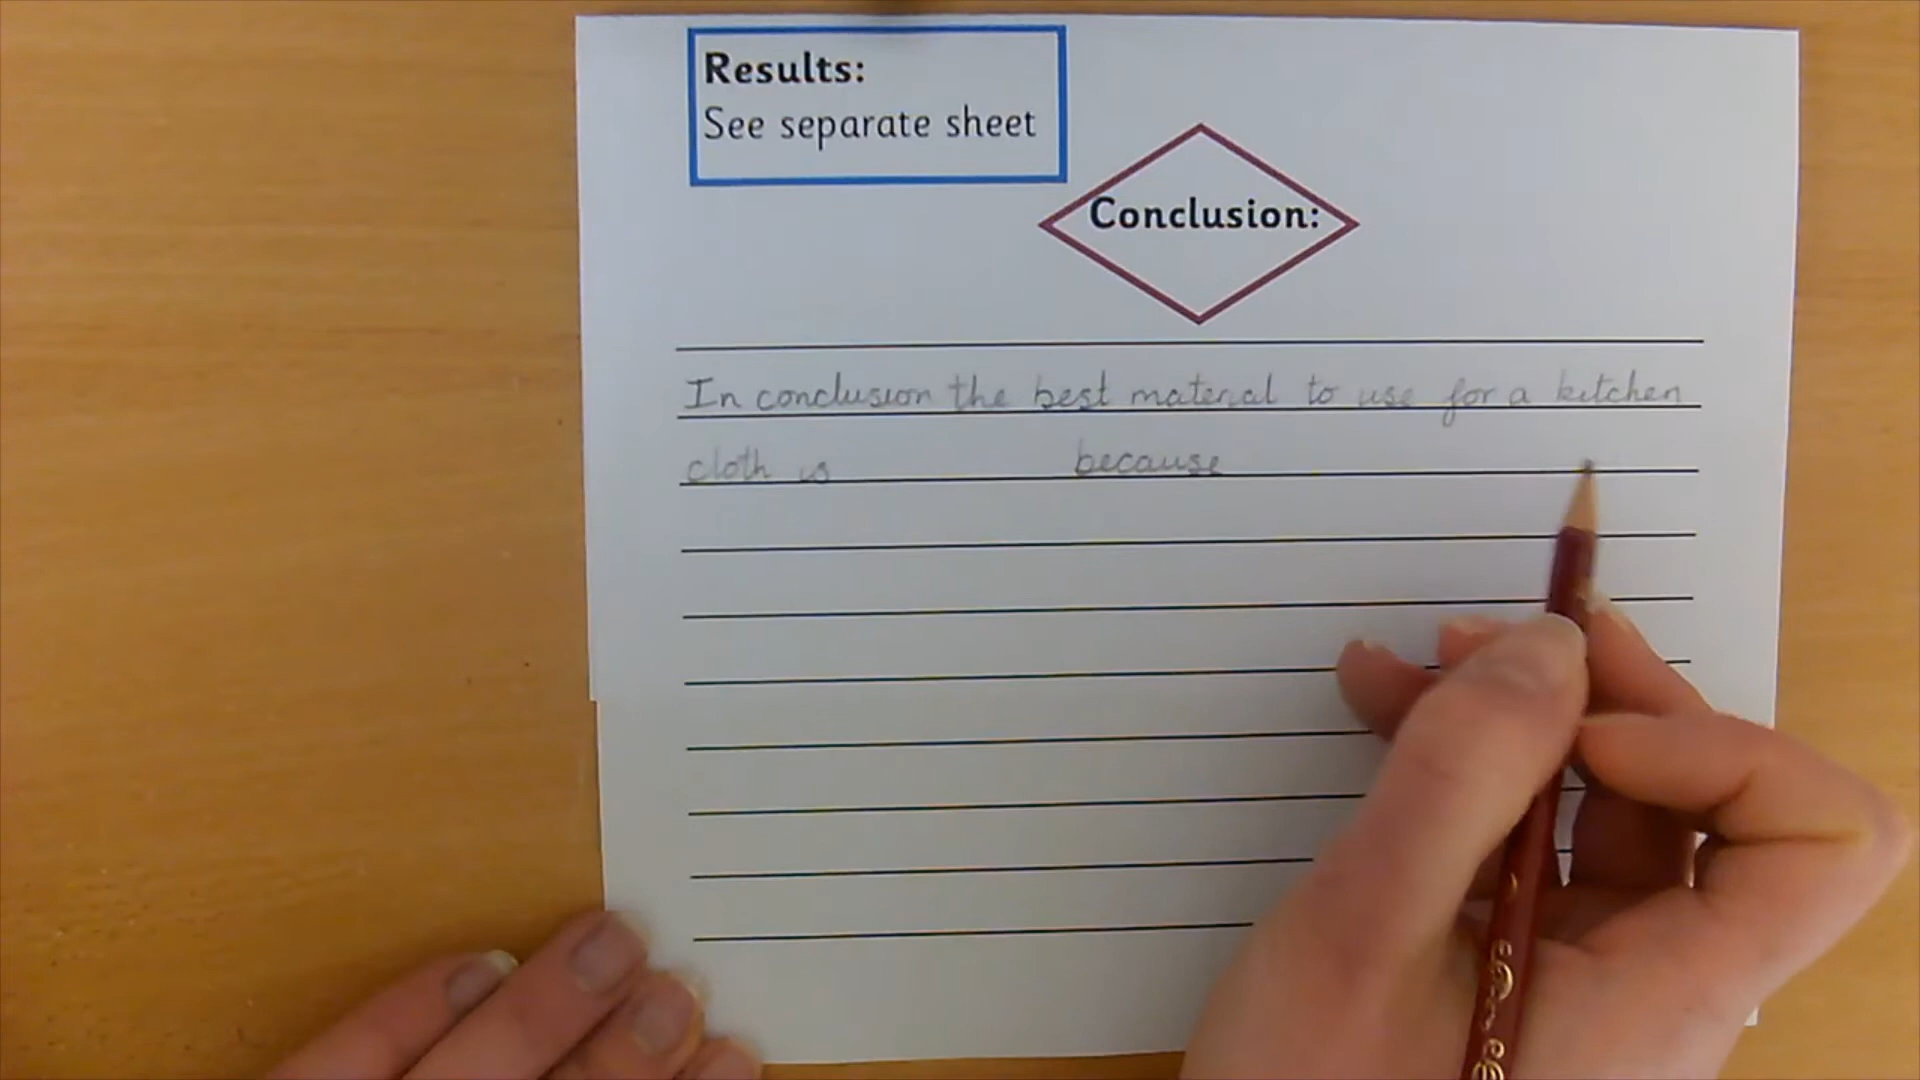 Results:
See separate sheet
Conclusion:
In conclusion the best material to use for a kitchen
cloth is because